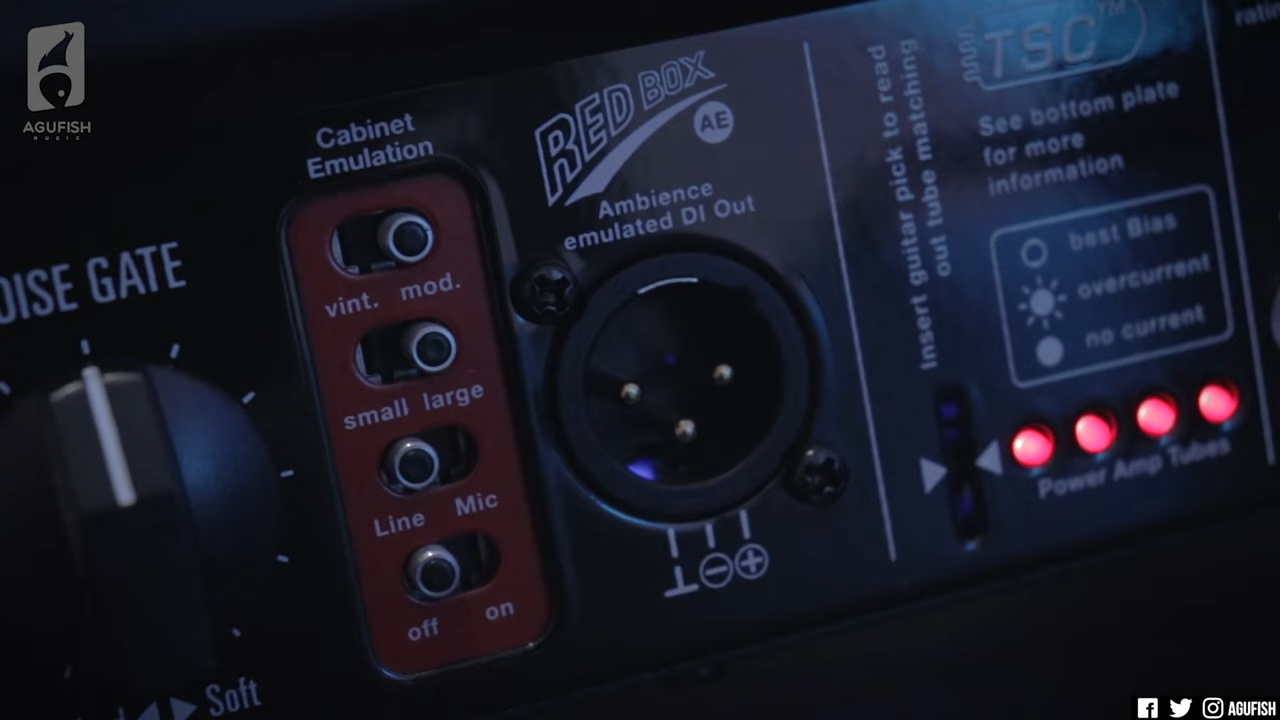 AGUFISH
MUSIC
Cabinet
Emulation
vint. mod.
small large
Line Mic
off on
RED BOX
AE
Ambience
emulated DI Out
GATE
Soft
Insert guitar pick to read
out tube matching
TSC™
See bottom plate
for more
information
best Bias
overcurrent
no current
Power Amp Tubes
AGUFISH